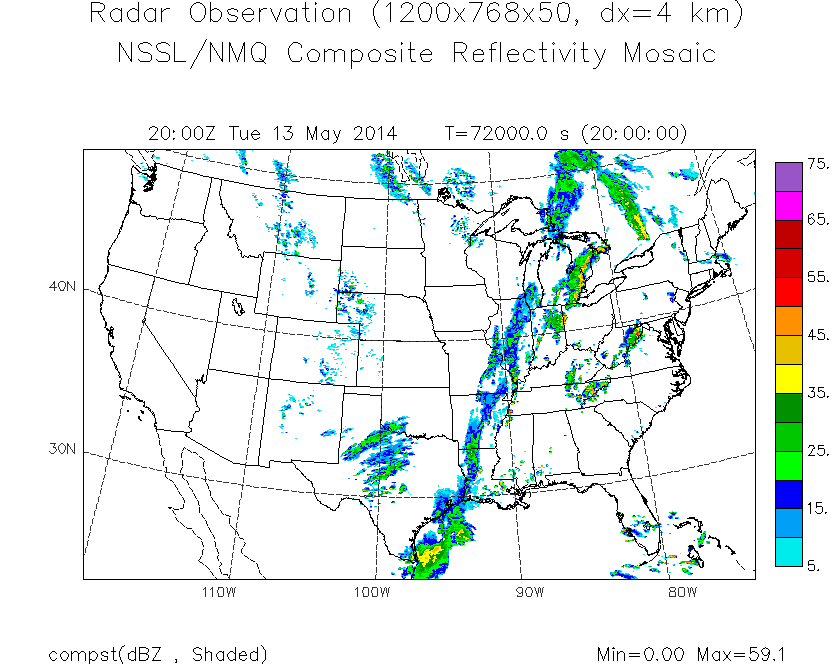 Radar Observation (1200x768x50, dx=4 km)
NSSL/NMQ Composite Reflectivity Mosaic
20:00Z Tue 13 May 2014 T=72000.0 s (20:00:00)
75.
65.
55.
45.
35.
25.
15.
5.
40N
30N
110W 100W 90W 80W
compst(dBZ , Shaded) Min=0.00 Max=59.1